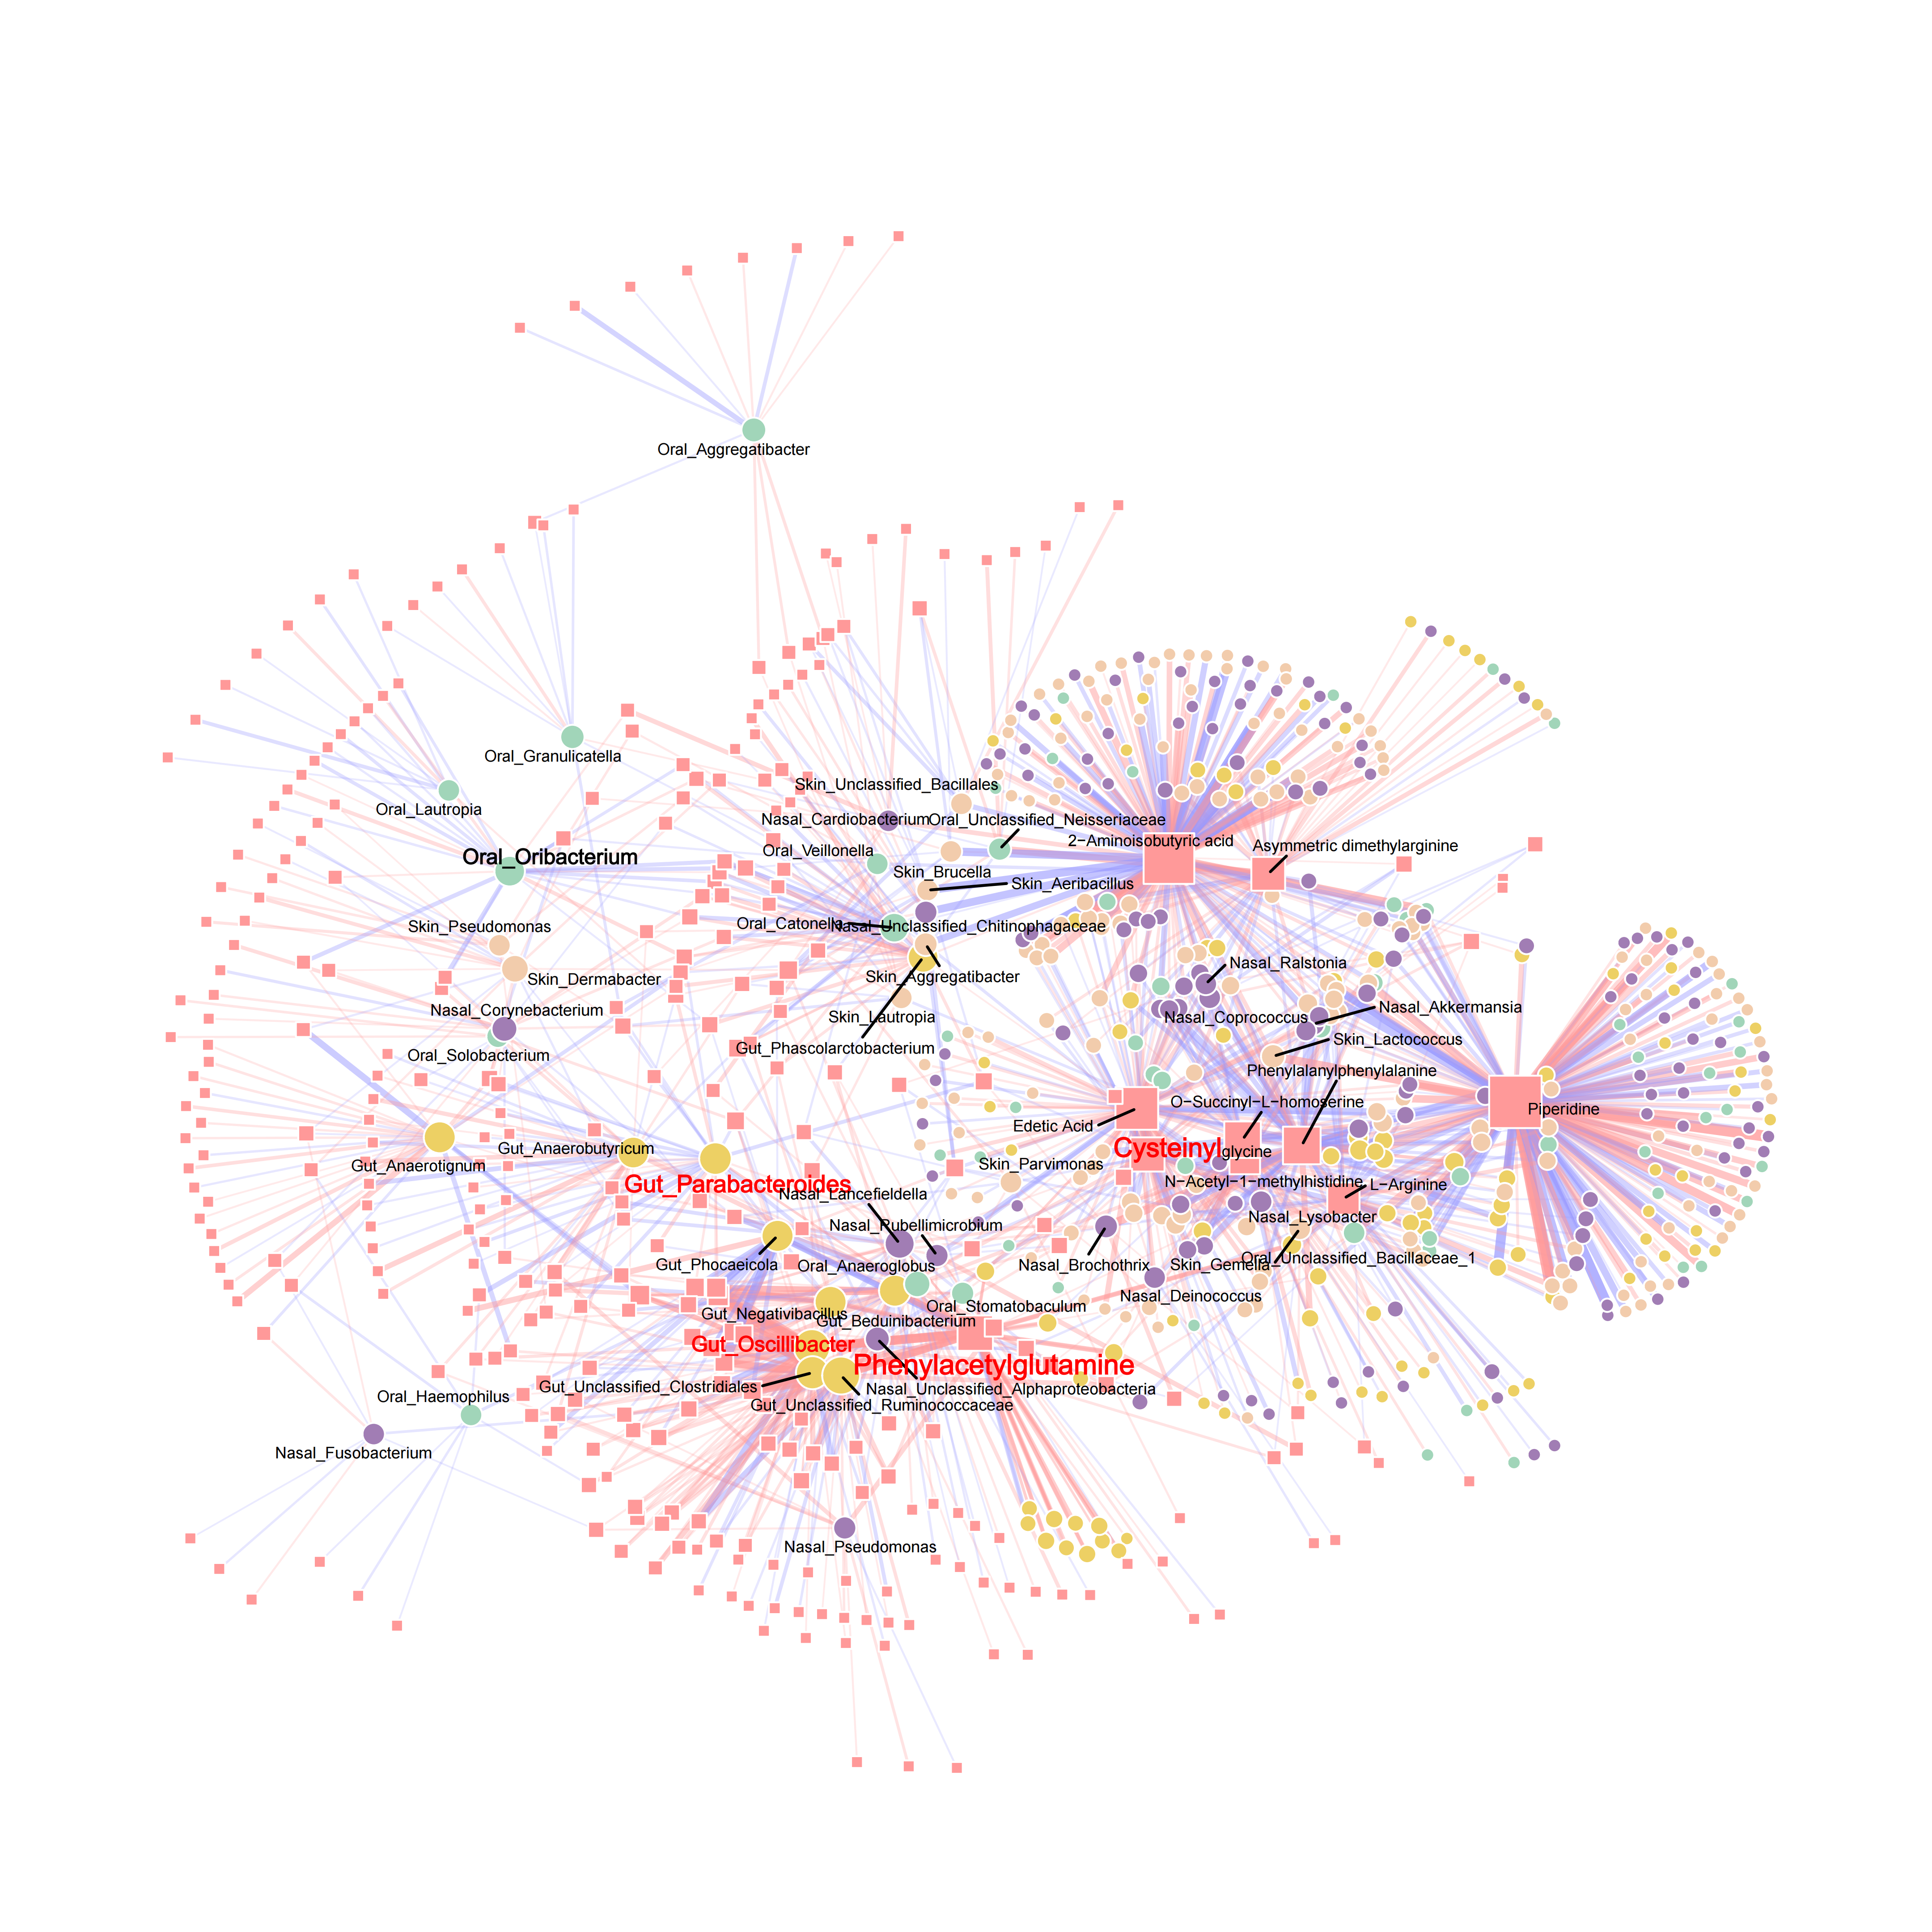 Oral_Aggregatibacter
Oral_Granulicatella
Skin_Unclassified_Bacillales
Oral_Lautropia
Nasal_Cardiobacterium
Oral_Unclassified_Neisseriaceae
2−Aminoisobutyric acid
Asymmetric dimethylarginine
Oral_Veillonella
Oral_Oribacterium
Skin_Brucella
Skin_Aeribacillus
Oral_Catonella
Nasal_Unclassified_Chitinophagaceae
Skin_Pseudomonas
Nasal_Ralstonia
Skin_Dermabacter
Skin_Aggregatibacter
Nasal_Corynebacterium
Skin_Lautropia
Nasal_Coprococcus
Nasal_Akkermansia
Skin_Lactococcus
Oral_Solobacterium
Gut_Phascolarctobacterium
Phenylalanylphenylalanine
O−Succinyl−L−homoserine
Piperidine
Edetic Acid
Gut_Anaerobutyricum
Cysteinyl
glycine
Gut_Anaerotignum
Skin_Parvimonas
Gut_Parabacteroides
N−Acetyl−1−methylhistidine
L−Arginine
Nasal_Lancefieldella
Nasal_Lysobacter
Nasal_Rubellimicrobium
Gut_Phocaeicola
Oral_Anaeroglobus
Nasal_Brochothrix
Skin_Gemella
Oral_Unclassified_Bacillaceae_1
Nasal_Deinococcus
Oral_Stomatobaculum
Gut_Negativibacillus
Gut_Beduinibacterium
Gut_Oscillibacter
Phenylacetylglutamine
Gut_Unclassified_Clostridiales
Nasal_Unclassified_Alphaproteobacteria
Oral_Haemophilus
Gut_Unclassified_Ruminococcaceae
Nasal_Fusobacterium
Nasal_Pseudomonas